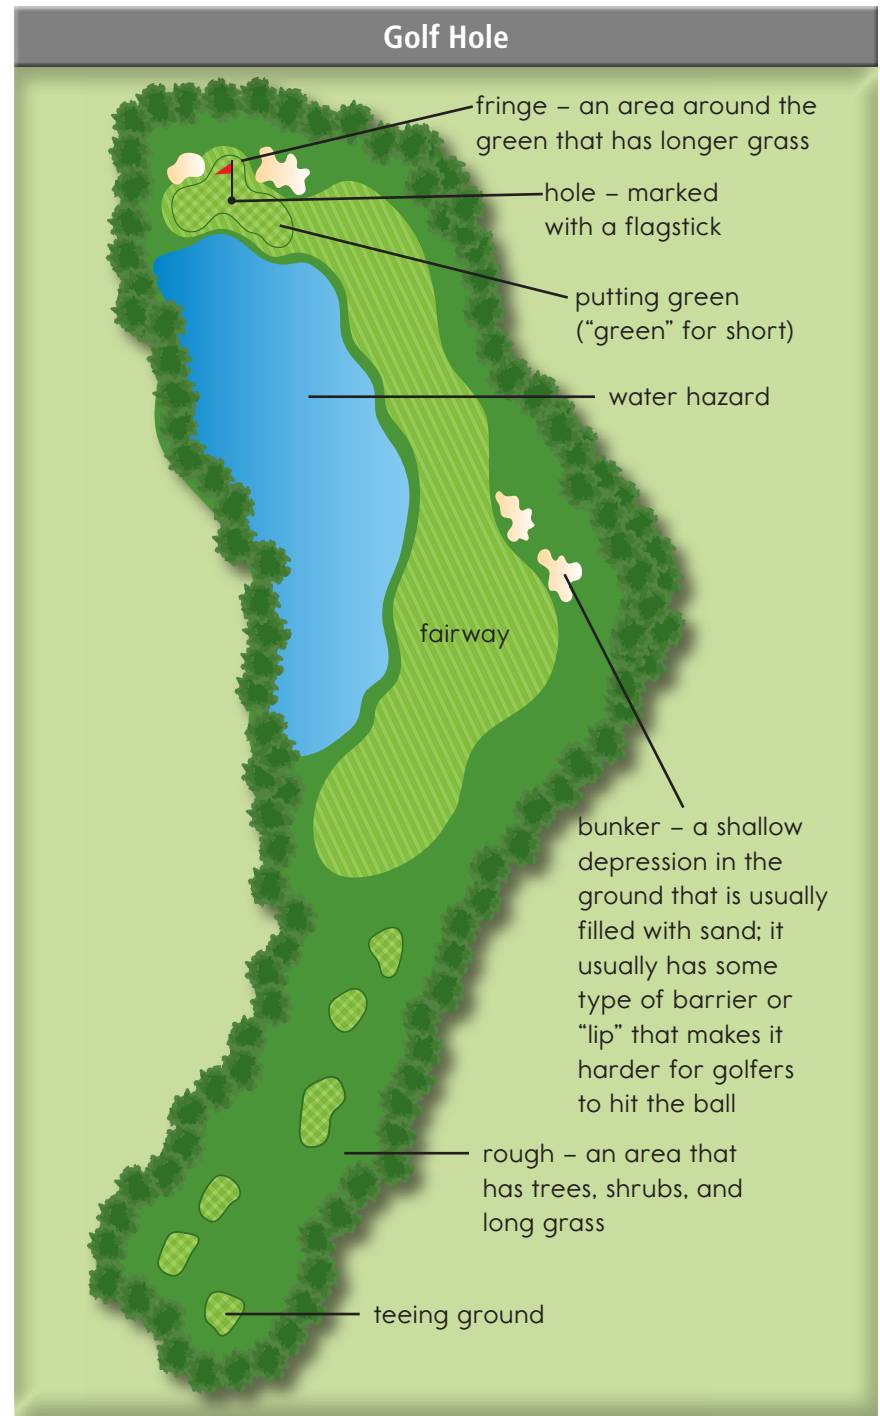 Golf Hole
fringe – an area around the
green that has longer grass
hole – marked
with a flagstick
putting green
(“green” for short)
water hazard
fairway
bunker – a shallow
depression in the
ground that is usually
filled with sand; it
usually has some
type of barrier or
“lip” that makes it
harder for golfers
to hit the ball
rough – an area that
has trees, shrubs, and
long grass
teeing ground